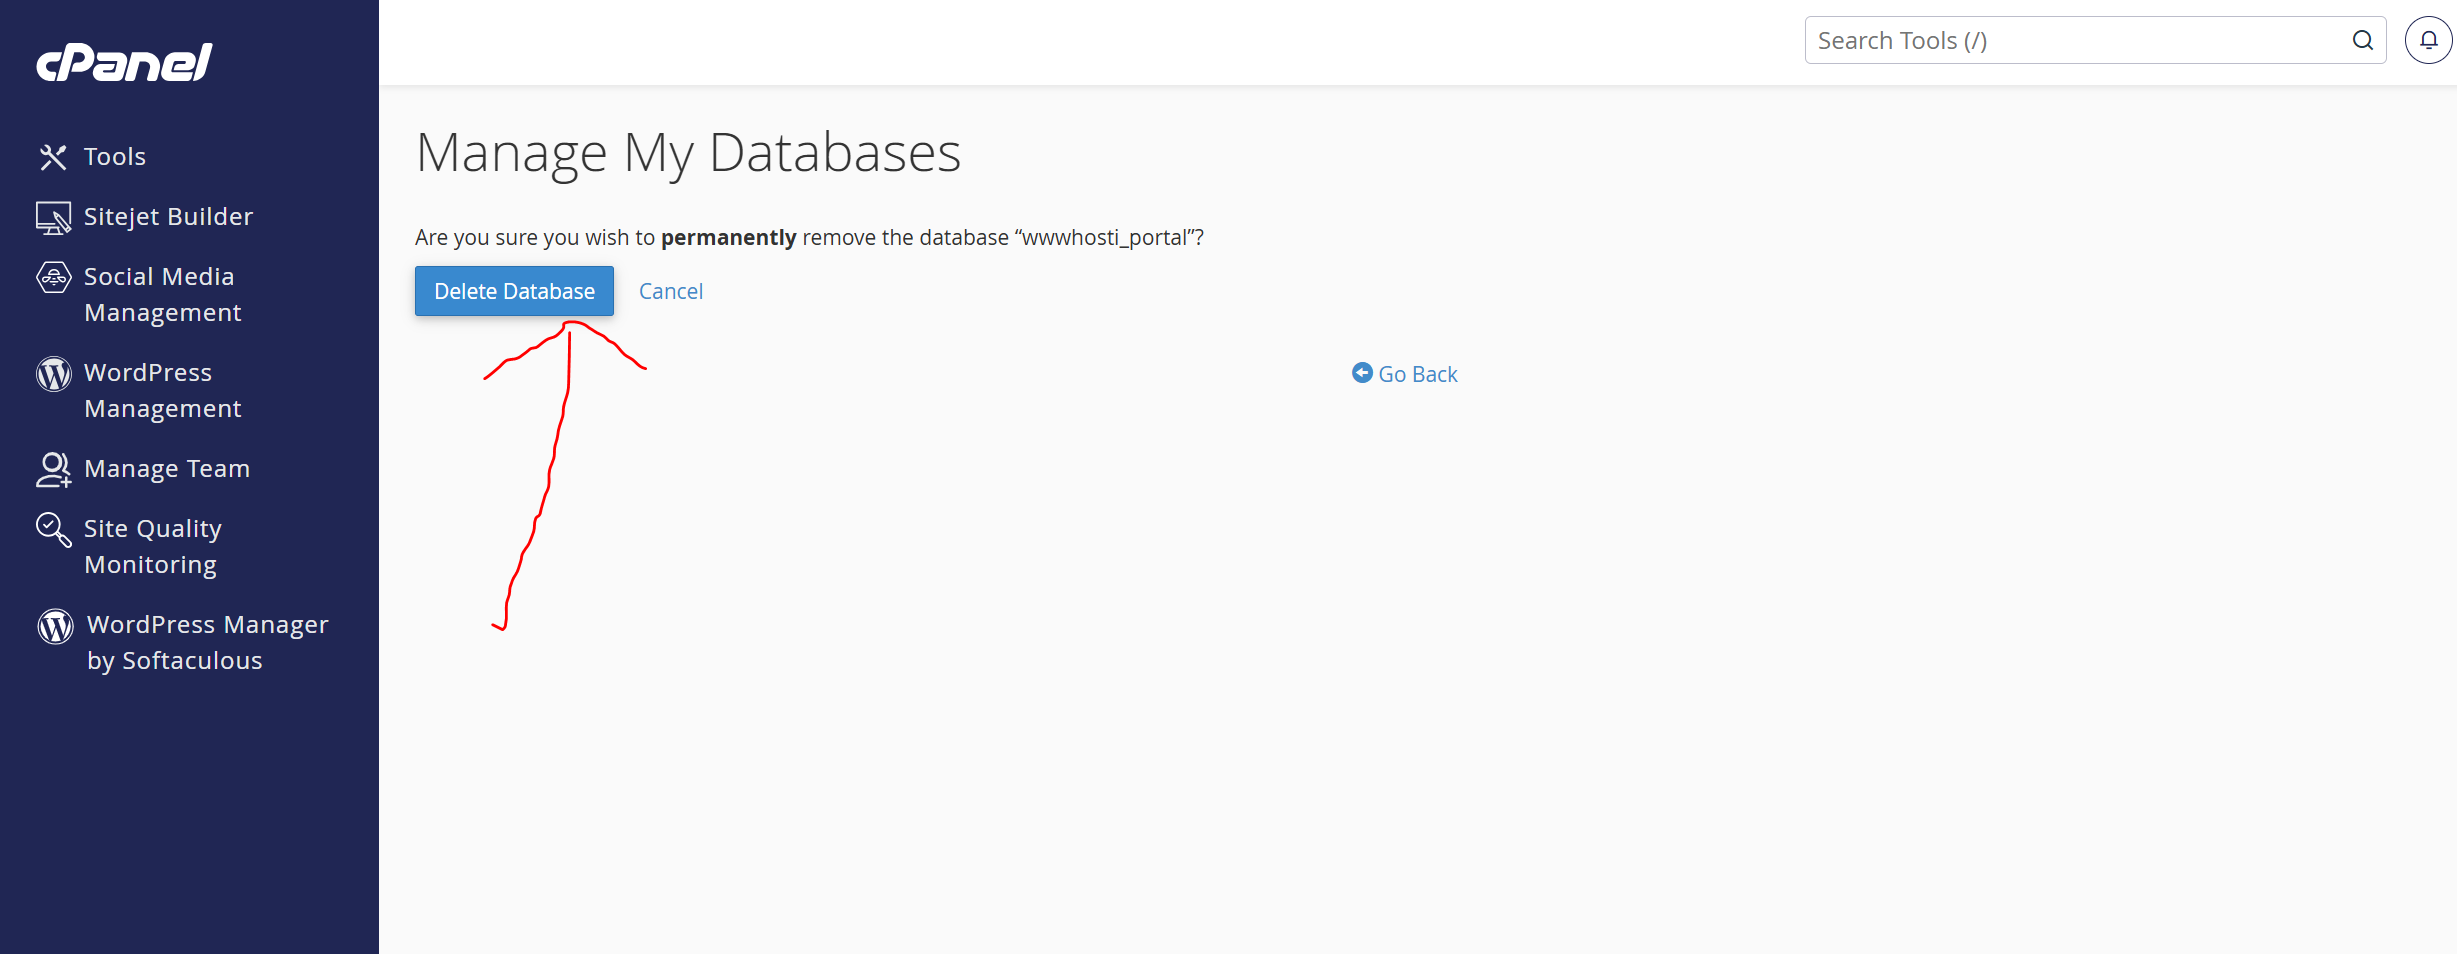 cPanel
Search Tools (/)
Tools
Sitejet Builder
Social Media
Management
WordPress
Management
Manage Team
Site Quality
Monitoring
WordPress Manager
by Softaculous
Manage My Databases
Are you sure you wish to permanently remove the database “wwwhosti_portal”?
Delete Database Cancel
Go Back